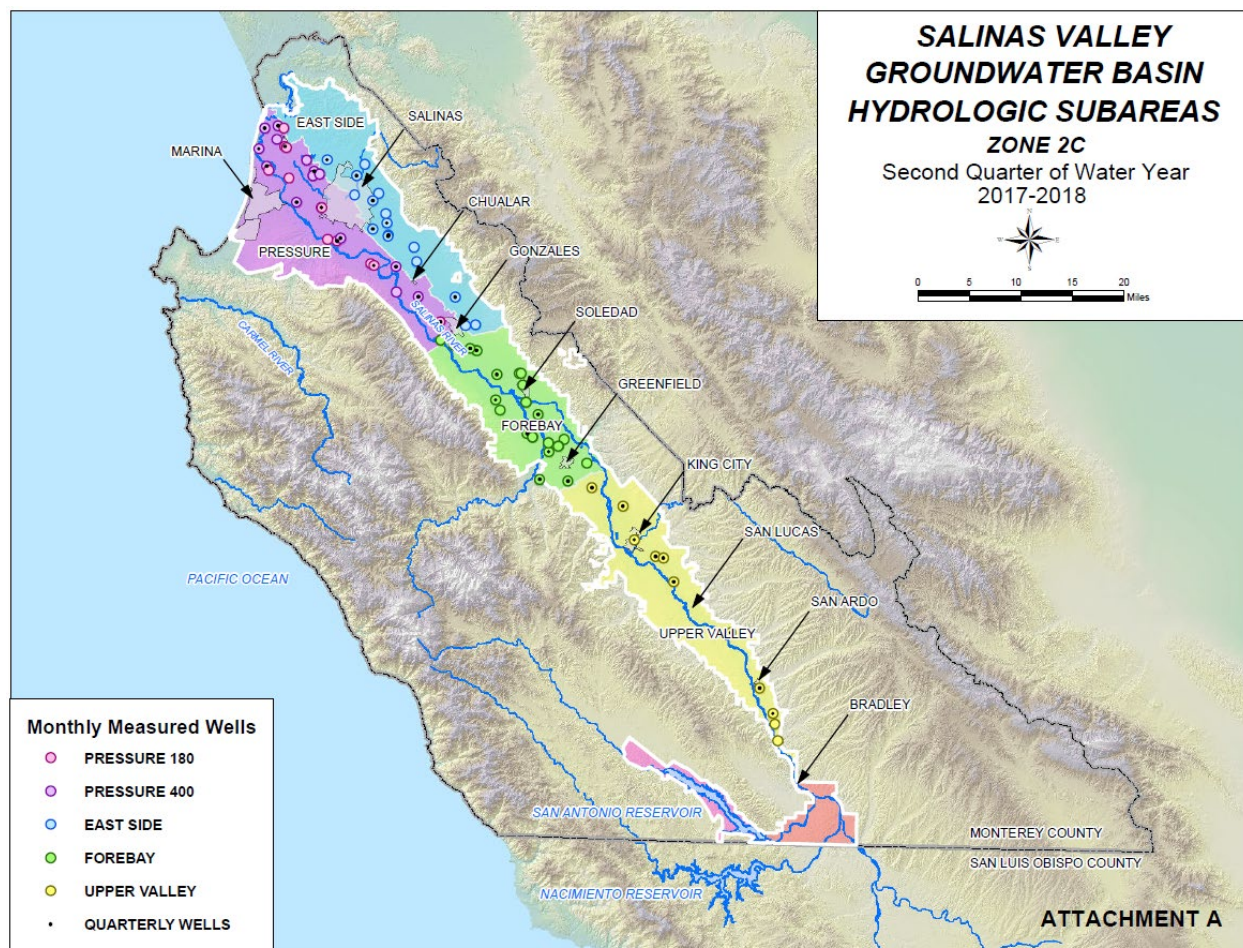 SALINAS VALLEY
GROUNDWATER BASIN
HYDROLOGIC SUBAREAS
ZONE 2C
Second Quarter of Water Year
2017-2018
N
W
E
S
0
5
10
15
20
Miles
EAST SIDE
SALINAS
MARINA
CHUALAR
PRESSURE
GONZALES
SALINAS RIVER
SOLEDAD
CARMEL RIVER
GREENFIELD
FOREBAY
KING CITY
SAN LUCAS
PACIFIC OCEAN
SAN ARDO
UPPER VALLEY
BRADLEY
SAN ANTONIO RESERVOIR
MONTEREY COUNTY
SAN LUIS OBISPO COUNTY
NACIMIENTO RESERVOIR
Monthly Measured Wells
PRESSURE 180
PRESSURE 400
EAST SIDE
FOREBAY
UPPER VALLEY
QUARTERLY WELLS
ATTACHMENT A